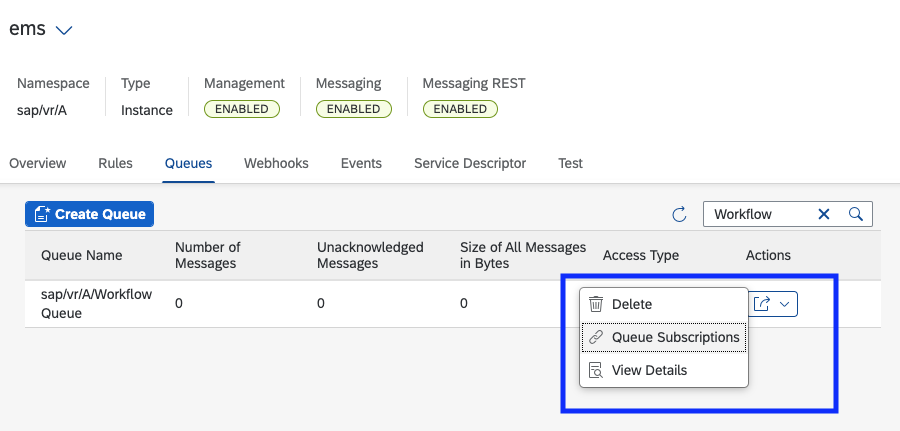 ems
Namespace
Type
Management
Messaging
Messaging REST
sap/vr/A
Instance
ENABLED
ENABLED
ENABLED
Overview
Rules
Queues
Webhooks
Events
Service Descriptor
Test
Create Queue
Workflow
Queue Name
Number of
Messages
Unacknowledged
Messages
Size of All Messages
in Bytes
Access Type
Actions
sap/vr/A/Workflow
Queue
0
0
0
Delete
Queue Subscriptions
View Details